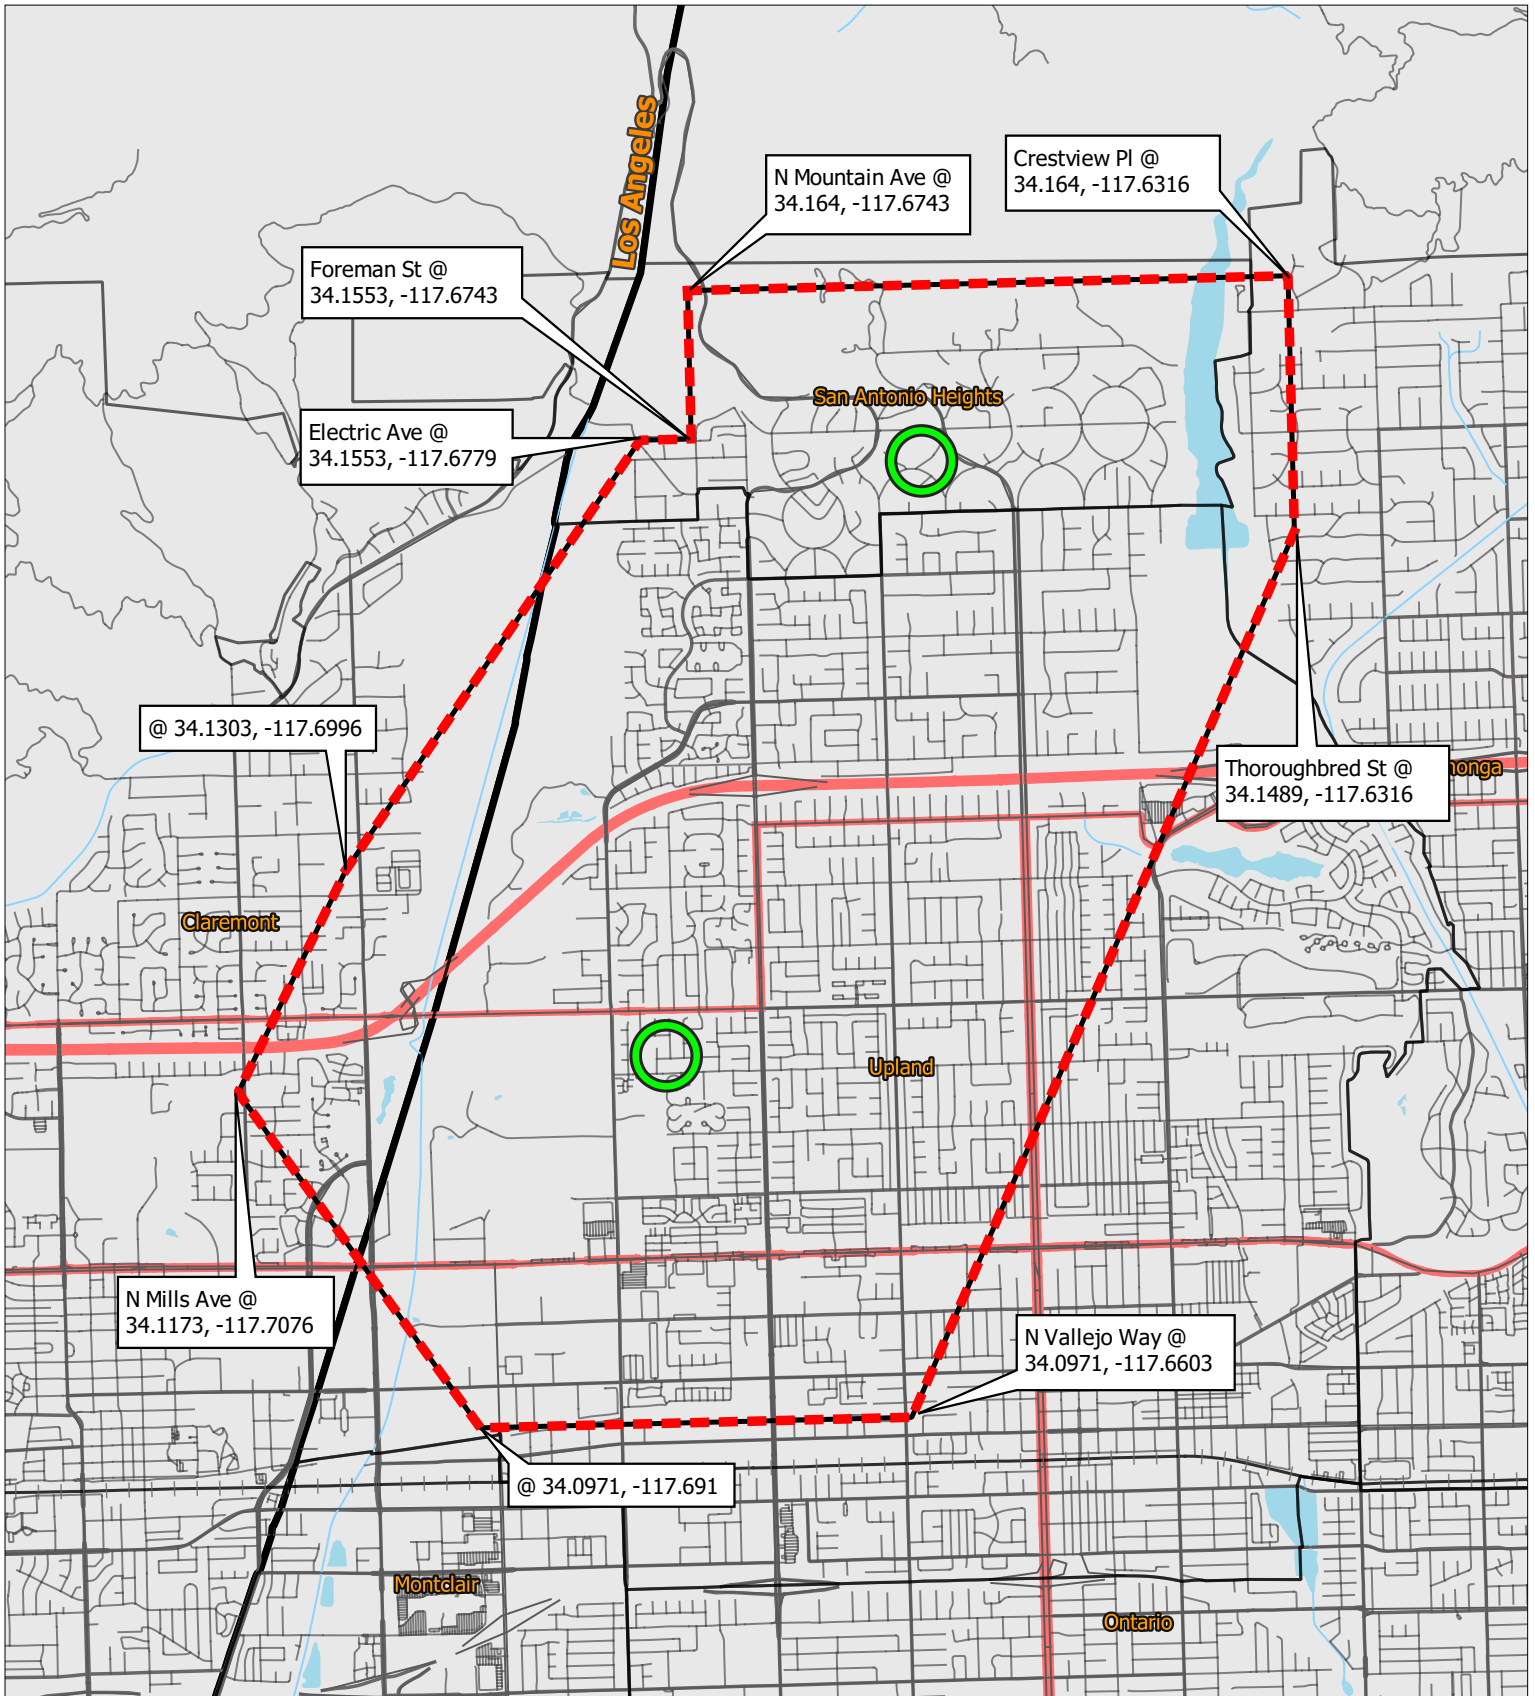 Los Angeles
Crestview Pl @
34.164, -117.6316
N Mountain Ave @
34.164, -117.6743
Foreman St @
34.1553, -117.6743
San Antonio Heights
Electric Ave @
34.1553, -117.6779
@ 34.1303, -117.6996
Thoroughbred St @
34.1489, -117.6316
onga
Claremont
Upland
N Mills Ave @
34.1173, -117.7076
N Vallejo Way @
34.0971, -117.6603
@ 34.0971, -117.691
Montclair
Ontario